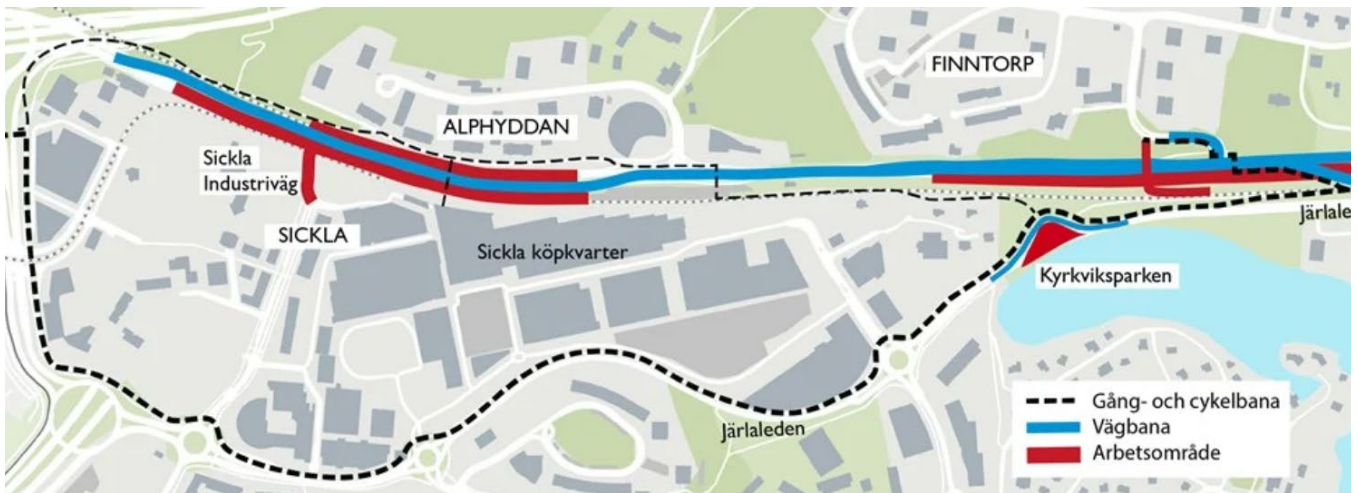 FINNTORP
ALPHYDDAN
Sickla
Industriväg
SICKLA
Sickla köpkvarter
Järlale
Kyrkviksparken
Järlaleden
Gång- och cykelbana
Vägbana
Arbetsområde